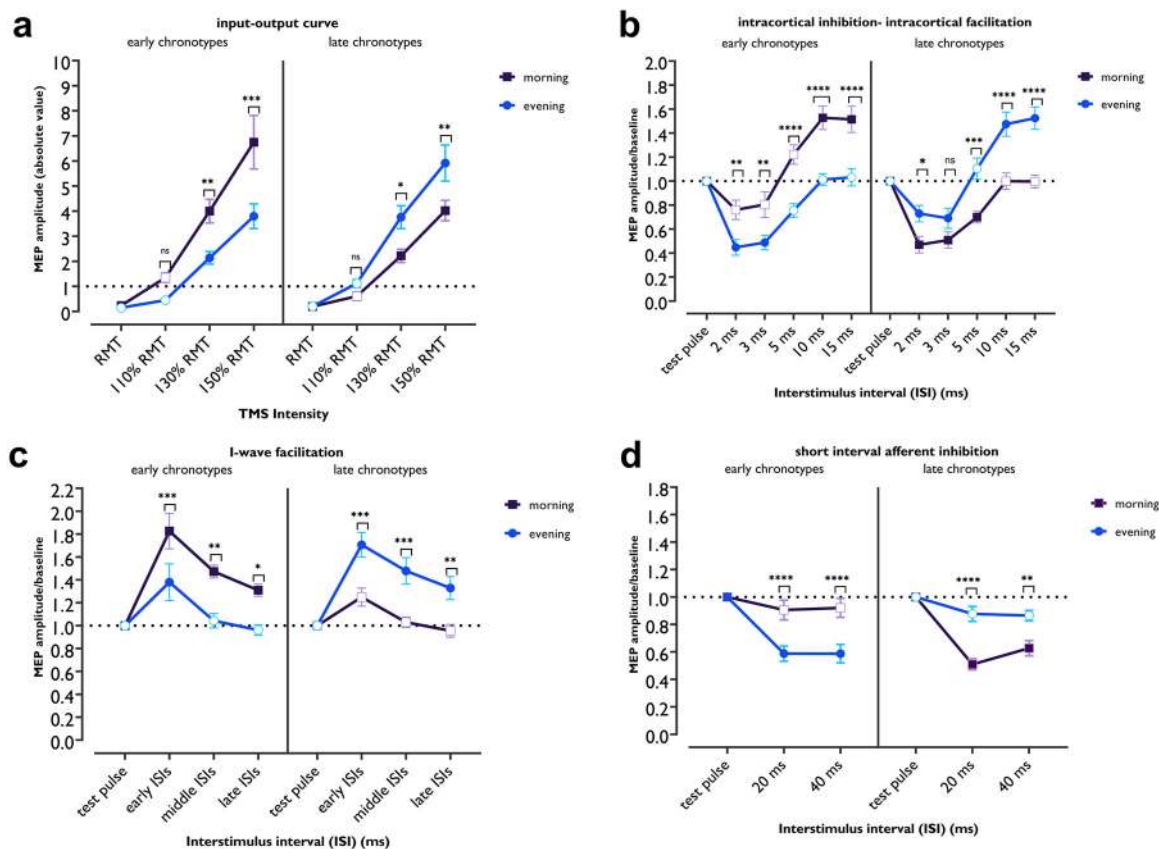 a
input-output curve
early chronotypes
late chronotypes
MEP amplitude (absolute value)
10
9
8
7
6
5
4
3
2
1
0
ns
**
***
ns
*
**
morning
evening
RMT
110% RMT
130% RMT
150% RMT
RMT
110% RMT
130% RMT
150% RMT
TMS Intensity
b
intracortical inhibition- intracortical facilitation
early chronotypes
late chronotypes
MEP amplitude/baseline
2.0
1.8
1.6
1.4
1.2
1.0
0.8
0.6
0.4
0.2
0.0
**
**
****
****
****
*
ns
***
****
****
morning
evening
test pulse
2 ms
3 ms
5 ms
10 ms
15 ms
test pulse
2 ms
3 ms
5 ms
10 ms
15 ms
Interstimulus interval (ISI) (ms)
c
I-wave facilitation
early chronotypes
late chronotypes
MEP amplitude/baseline
2.2
2.0
1.8
1.6
1.4
1.2
1.0
0.8
0.6
0.4
0.2
0.0
***
**
*
***
***
**
morning
evening
test pulse
early ISIs
middle ISIs
late ISIs
test pulse
early ISIs
middle ISIs
late ISIs
Interstimulus interval (ISI) (ms)
d
short interval afferent inhibition
early chronotypes
late chronotypes
MEP amplitude/baseline
1.8
1.6
1.4
1.2
1.0
0.8
0.6
0.4
0.2
0.0
****
****
****
**
morning
evening
test pulse
20 ms
40 ms
test pulse
20 ms
40 ms
Interstimulus interval (ISI) (ms)